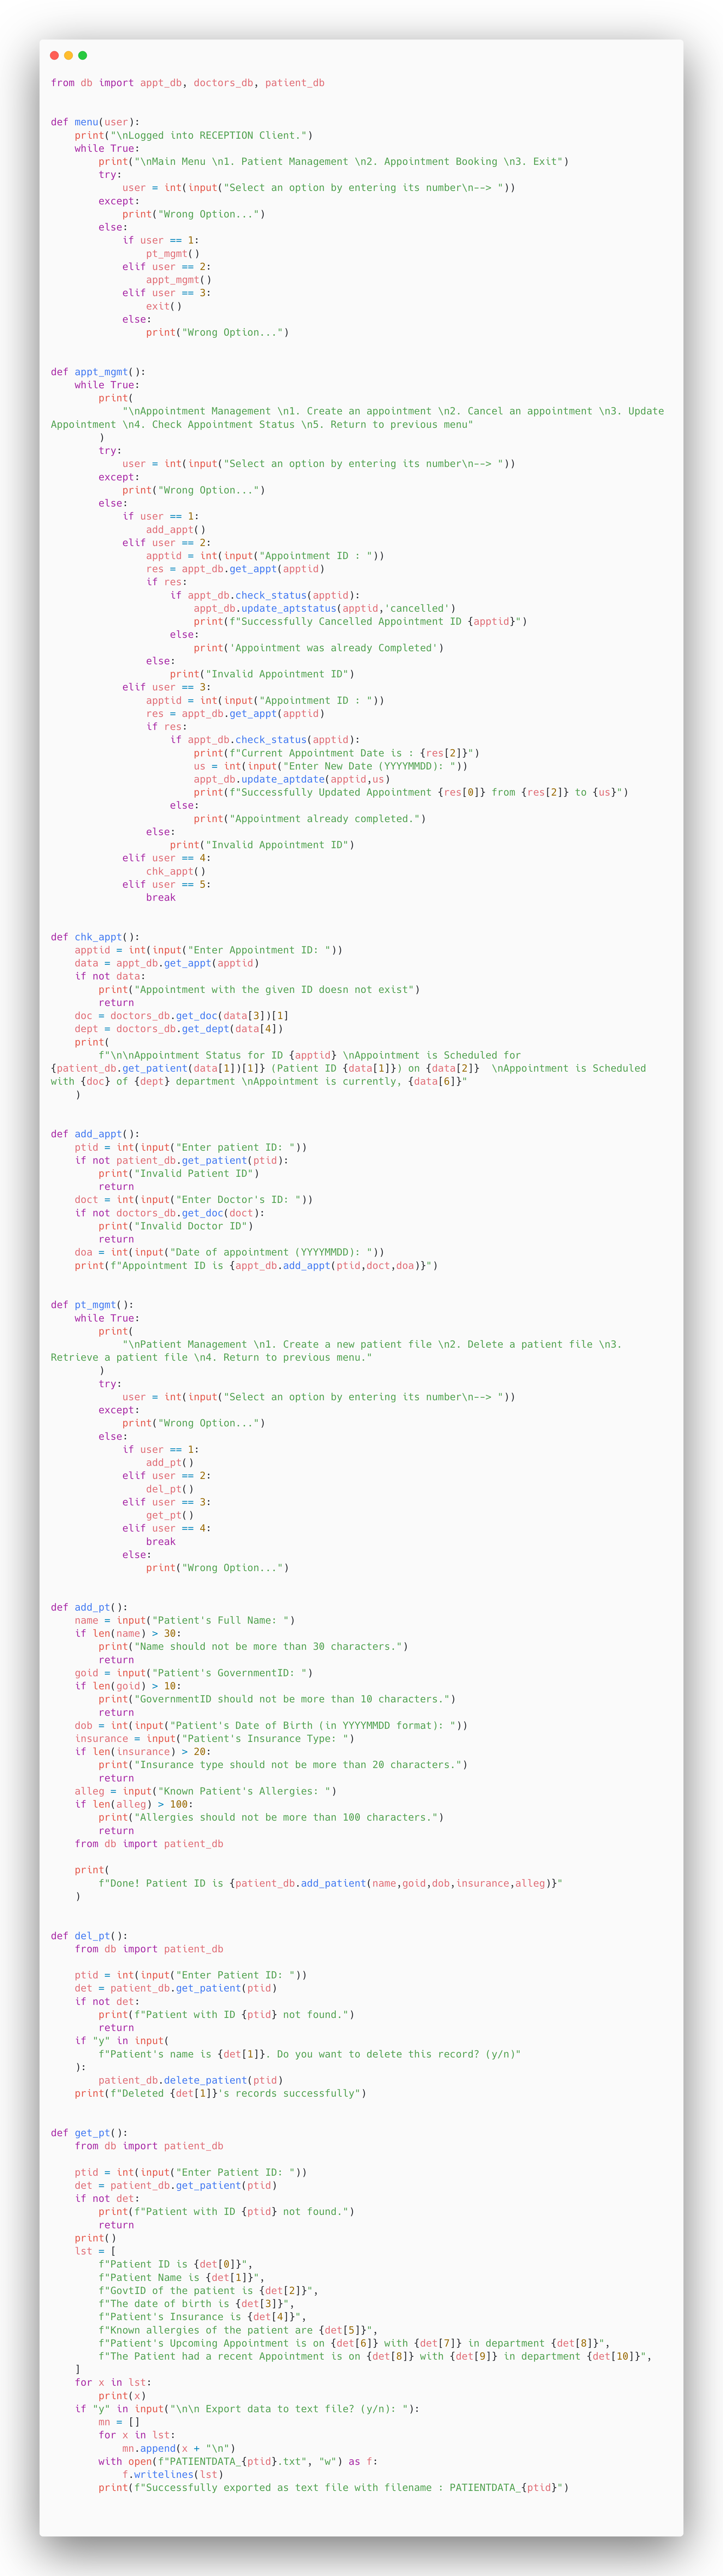 from db import appt_db, doctors_db, patient_db


def menu(user):
    print("\nLogged into RECEPTION Client.")
    while True:
        print("\nMain Menu \n1. Patient Management \n2. Appointment Booking \n3. Exit")
        try:
            user = int(input("Select an option by entering its number\n--> "))
        except:
            print("Wrong Option...")
        else:
            if user == 1:
                pt_mgmt()
            elif user == 2:
                appt_mgmt()
            elif user == 3:
                exit()
            else:
                print("Wrong Option...")


def appt_mgmt():
    while True:
        print(
            "\nAppointment Management \n1. Create an appointment \n2. Cancel an appointment \n3. Update
Appointment \n4. Check Appointment Status \n5. Return to previous menu"
        )
        try:
            user = int(input("Select an option by entering its number\n--> "))
        except:
            print("Wrong Option...")
        else:
            if user == 1:
                add_appt()
            elif user == 2:
                apptid = int(input("Appointment ID : "))
                res = appt_db.get_appt(apptid)
                if res:
                    if appt_db.check_status(apptid):
                        appt_db.update_aptstatus(apptid,'cancelled')
                        print(f"Successfully Cancelled Appointment ID {apptid}")
                    else:
                        print('Appointment was already Completed')
                else:
                    print("Invalid Appointment ID")
            elif user == 3:
                apptid = int(input("Appointment ID : "))
                res = appt_db.get_appt(apptid)
                if res:
                    if appt_db.check_status(apptid):
                        print(f"Current Appointment Date is : {res[2]}")
                        us = int(input("Enter New Date (YYYYMMDD): "))
                        appt_db.update_aptdate(apptid,us)
                        print(f"Successfully Updated Appointment {res[0]} from {res[2]} to {us}")
                    else:
                        print("Appointment already completed.")
                else:
                    print("Invalid Appointment ID")
            elif user == 4:
                chk_appt()
            elif user == 5:
                break


def chk_appt():
    apptid = int(input("Enter Appointment ID: "))
    data = appt_db.get_appt(apptid)
    if not data:
        print("Appointment with the given ID doesn not exist")
        return
    doc = doctors_db.get_doc(data[3])[1]
    dept = doctors_db.get_dept(data[4])
    print(
        f"\n\nAppointment Status for ID {apptid} \nAppointment is Scheduled for
{patient_db.get_patient(data[1])[1]} (Patient ID {data[1]}) on {data[2]}  \nAppointment is Scheduled
with {doc} of {dept} department \nAppointment is currently, {data[6]}"
    )


def add_appt():
    ptid = int(input("Enter patient ID: "))
    if not patient_db.get_patient(ptid):
        print("Invalid Patient ID")
        return
    doct = int(input("Enter Doctor's ID: "))
    if not doctors_db.get_doc(doct):
        print("Invalid Doctor ID")
        return
    doa = int(input("Date of appointment (YYYYMMDD): "))
    print(f"Appointment ID is {appt_db.add_appt(ptid,doct,doa)}")


def pt_mgmt():
    while True:
        print(
            "\nPatient Management \n1. Create a new patient file \n2. Delete a patient file \n3.
Retrieve a patient file \n4. Return to previous menu."
        )
        try:
            user = int(input("Select an option by entering its number\n--> "))
        except:
            print("Wrong Option...")
        else:
            if user == 1:
                add_pt()
            elif user == 2:
                del_pt()
            elif user == 3:
                get_pt()
            elif user == 4:
                break
            else:
                print("Wrong Option...")


def add_pt():
    name = input("Patient's Full Name: ")
    if len(name) > 30:
        print("Name should not be more than 30 characters.")
        return
    goid = input("Patient's GovernmentID: ")
    if len(goid) > 10:
        print("GovernmentID should not be more than 10 characters.")
        return
    dob = int(input("Patient's Date of Birth (in YYYYMMDD format): "))
    insurance = input("Patient's Insurance Type: ")
    if len(insurance) > 20:
        print("Insurance type should not be more than 20 characters.")
        return
    alleg = input("Known Patient's Allergies: ")
    if len(alleg) > 100:
        print("Allergies should not be more than 100 characters.")
        return
    from db import patient_db

    print(
        f"Done! Patient ID is {patient_db.add_patient(name,goid,dob,insurance,alleg)}"
    )


def del_pt():
    from db import patient_db

    ptid = int(input("Enter Patient ID: "))
    det = patient_db.get_patient(ptid)
    if not det:
        print(f"Patient with ID {ptid} not found.")
        return
    if "y" in input(
        f"Patient's name is {det[1]}. Do you want to delete this record? (y/n)"
    ):
        patient_db.delete_patient(ptid)
    print(f"Deleted {det[1]}'s records successfully")


def get_pt():
    from db import patient_db

    ptid = int(input("Enter Patient ID: "))
    det = patient_db.get_patient(ptid)
    if not det:
        print(f"Patient with ID {ptid} not found.")
        return
    print()
    lst = [
        f"Patient ID is {det[0]}",
        f"Patient Name is {det[1]}",
        f"GovtID of the patient is {det[2]}",
        f"The date of birth is {det[3]}",
        f"Patient's Insurance is {det[4]}",
        f"Known allergies of the patient are {det[5]}",
        f"Patient's Upcoming Appointment is on {det[6]} with {det[7]} in department {det[8]}",
        f"The Patient had a recent Appointment is on {det[8]} with {det[9]} in department {det[10]}",
    ]
    for x in lst:
        print(x)
    if "y" in input("\n\n Export data to text file? (y/n): "):
        mn = []
        for x in lst:
            mn.append(x + "\n")
        with open(f"PATIENTDATA_{ptid}.txt", "w") as f:
            f.writelines(lst)
        print(f"Successfully exported as text file with filename : PATIENTDATA_{ptid}")